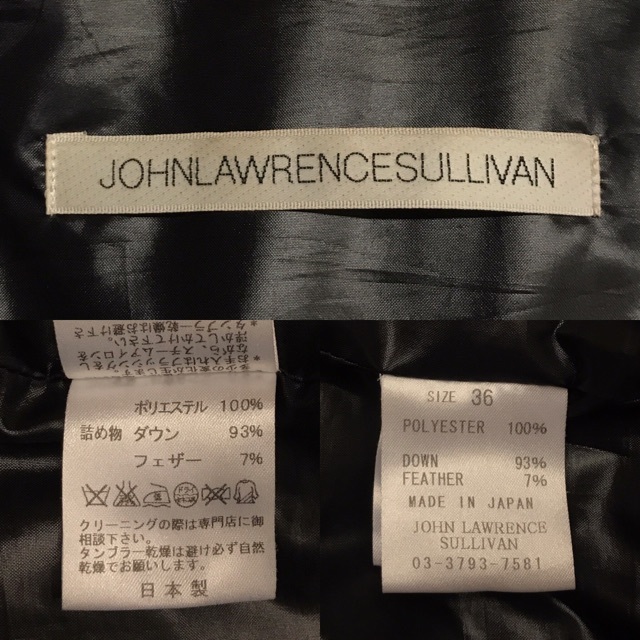 JOHNLAWRENCESULLIVAN
ポリエステル 100%
詰め物 ダウン 93%
フェザー 7%
クリーニングの際は専門店に御
相談下さい。
タンブラー乾燥は避け必ず自然
乾燥でお願い致します。
日本製
SIZE 36
POLYESTER 100%
DOWN 93%
FEATHER 7%
MADE IN JAPAN
JOHN LAWRENCE
SULLIVAN
03-3793-7581